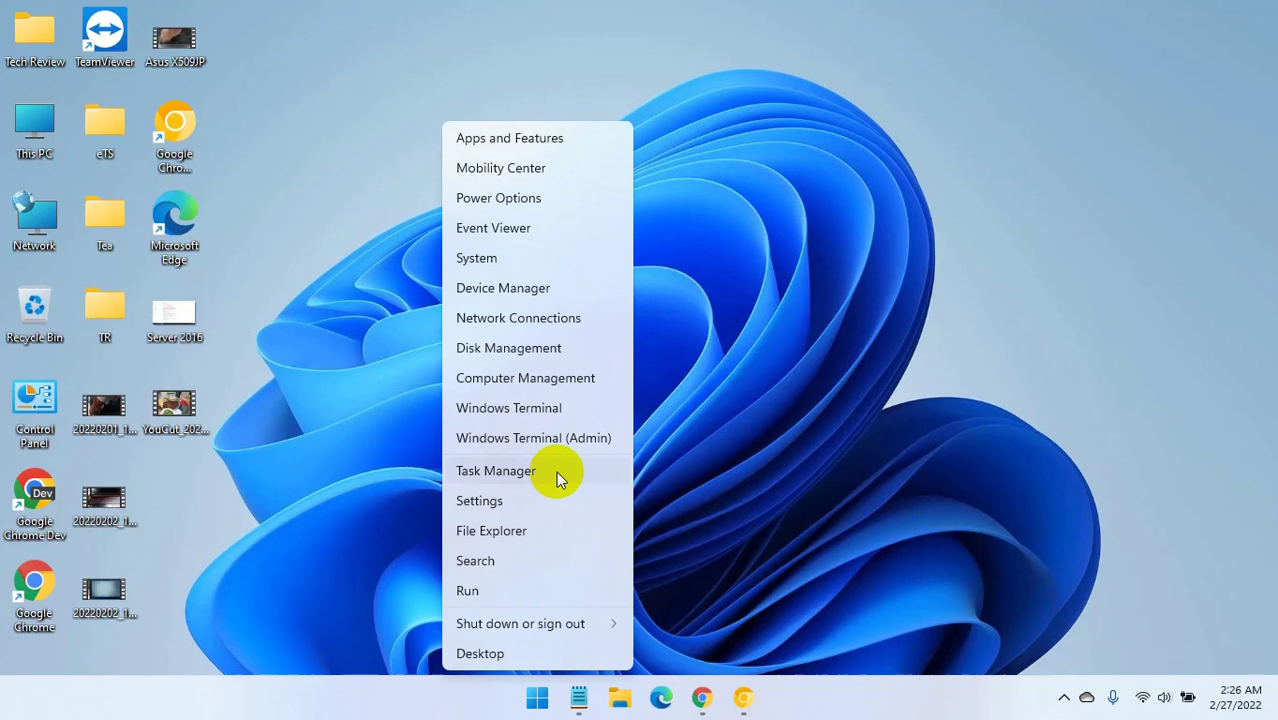 Tech Review
TeamViewer
Asus X509JP
This PC
eTS
Google
Chro...
Network
Tea
Microsoft
Edge
Recycle Bin
TR
Server 2016
Control
Panel
20220201_1...
YouCut_202...
Dev
Google
Chrome Dev
20220202_1...
Google
Chrome
20220202_1...
Apps and Features
Mobility Center
Power Options
Event Viewer
System
Device Manager
Network Connections
Disk Management
Computer Management
Windows Terminal
Windows Terminal (Admin)
Task Manager
Settings
File Explorer
Search
Run
Shut down or sign out
Desktop
2:26 AM
2/27/2022